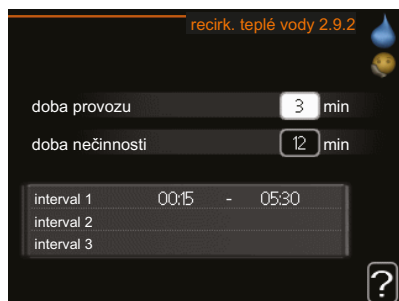 recirk. teplé vody 2.9.2
doba provozu 3 min
doba nečinnosti 12 min
interval 1 00:15 - 05:30
interval 2
interval 3
?